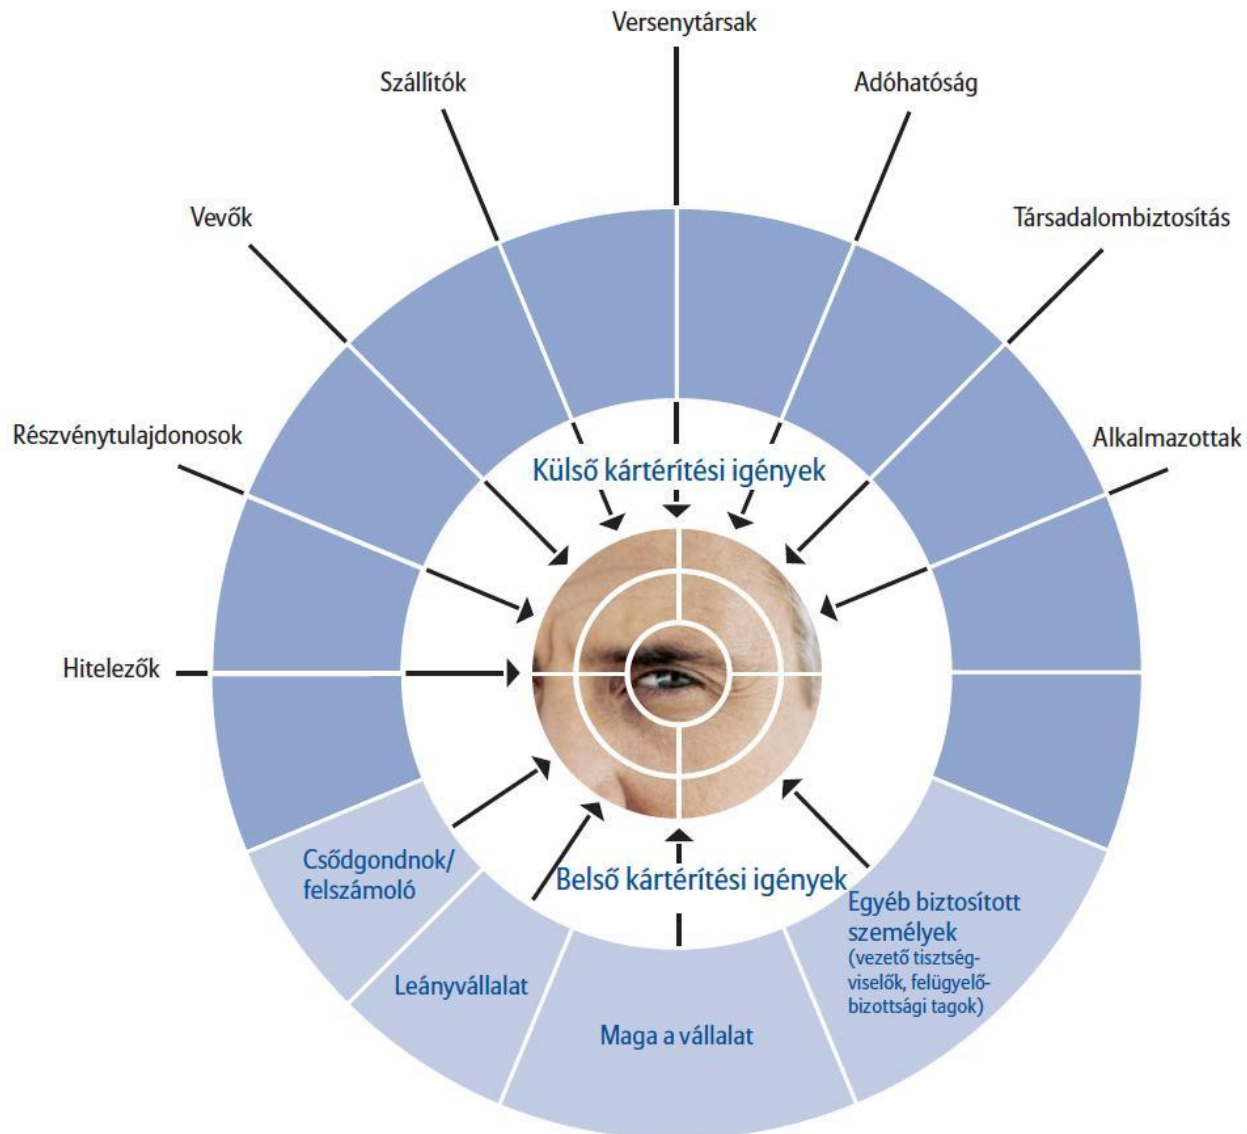 Versenytársak
Szállítók
Adóhatóság
Vevők
Társadalombiztosítás
Részvénytulajdonosok
Alkalmazottak
Külső kártérítési igények
Hitelezők
Csődgondnok/
felszámoló
Belső kártérítési igények
Egyéb biztosított
személyek
(vezető tisztség-
viselők, felügyelő-
bizottsági tagok)
Leányvállalat
Maga a vállalat